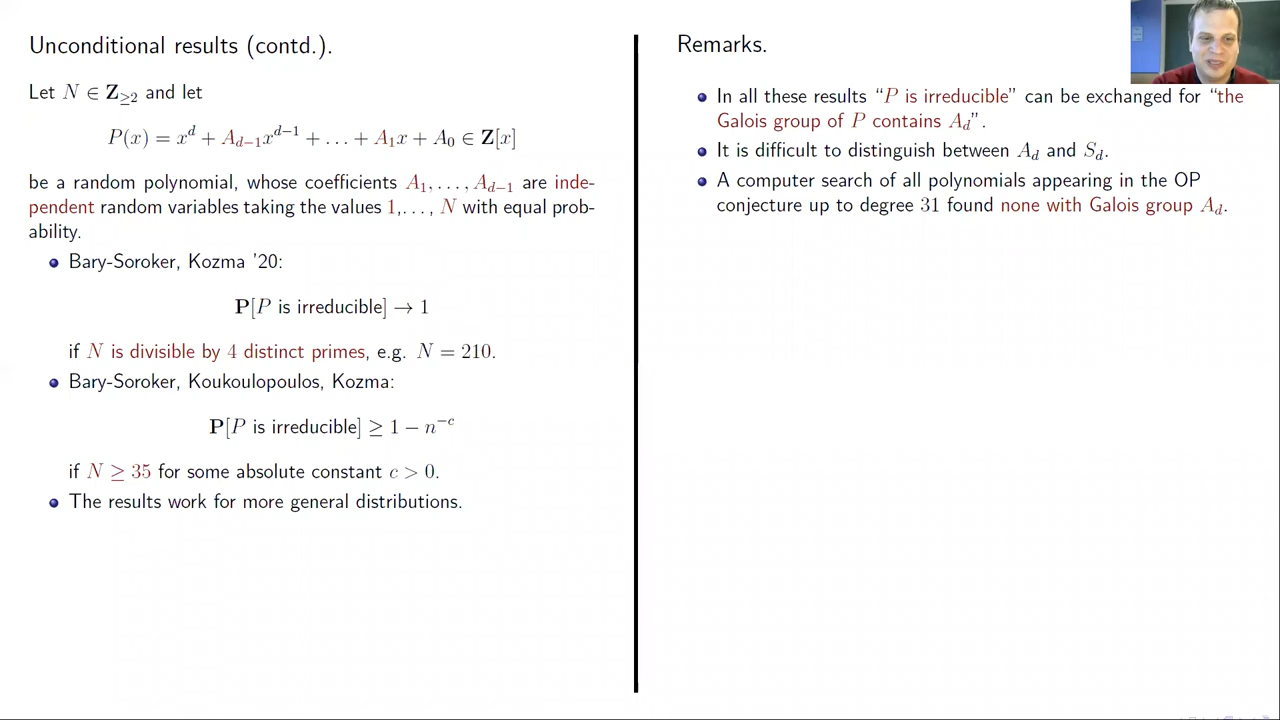 Unconditional results (contd.).
Let N ∈ Z≥2 and let
P(x) = x^d + A_{d−1}x^{d−1} + … + A_1x + A_0 ∈ Z[x]
be a random polynomial, whose coefficients A_1, …, A_{d−1} are inde-
pendent random variables taking the values 1,…, N with equal prob-
ability.
• Bary-Soroker, Kozma '20:
P[P is irreducible] → 1
if N is divisible by 4 distinct primes, e.g. N = 210.
• Bary-Soroker, Koukoulopoulos, Kozma:
P[P is irreducible] ≥ 1 − n^{−c}
if N ≥ 35 for some absolute constant c > 0.
• The results work for more general distributions.
Remarks.
• In all these results “P is irreducible” can be exchanged for “the
Galois group of P contains A_d”.
• It is difficult to distinguish between A_d and S_d.
• A computer search of all polynomials appearing in the OP
conjecture up to degree 31 found none with Galois group A_d.